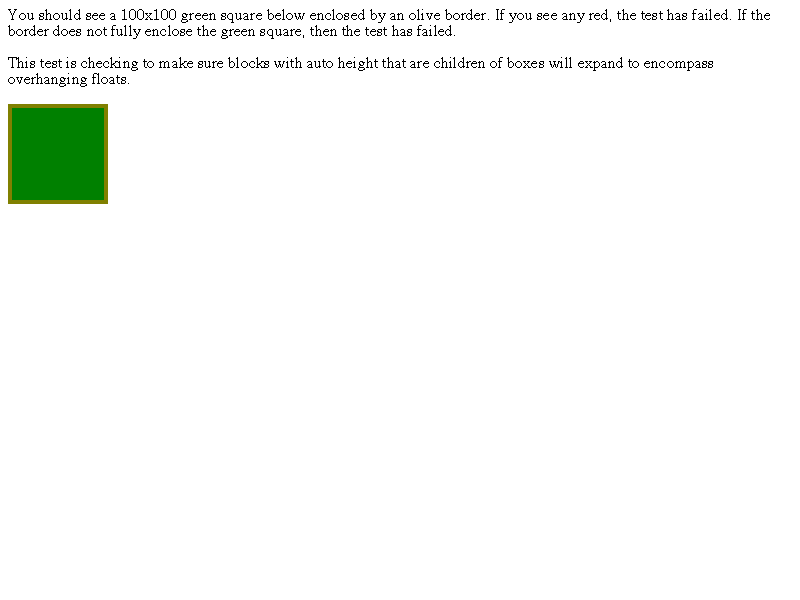 You should see a 100x100 green square below enclosed by an olive border. If you see any red, the test has failed. If the
border does not fully enclose the green square, then the test has failed.
This test is checking to make sure blocks with auto height that are children of boxes will expand to encompass
overhanging floats.